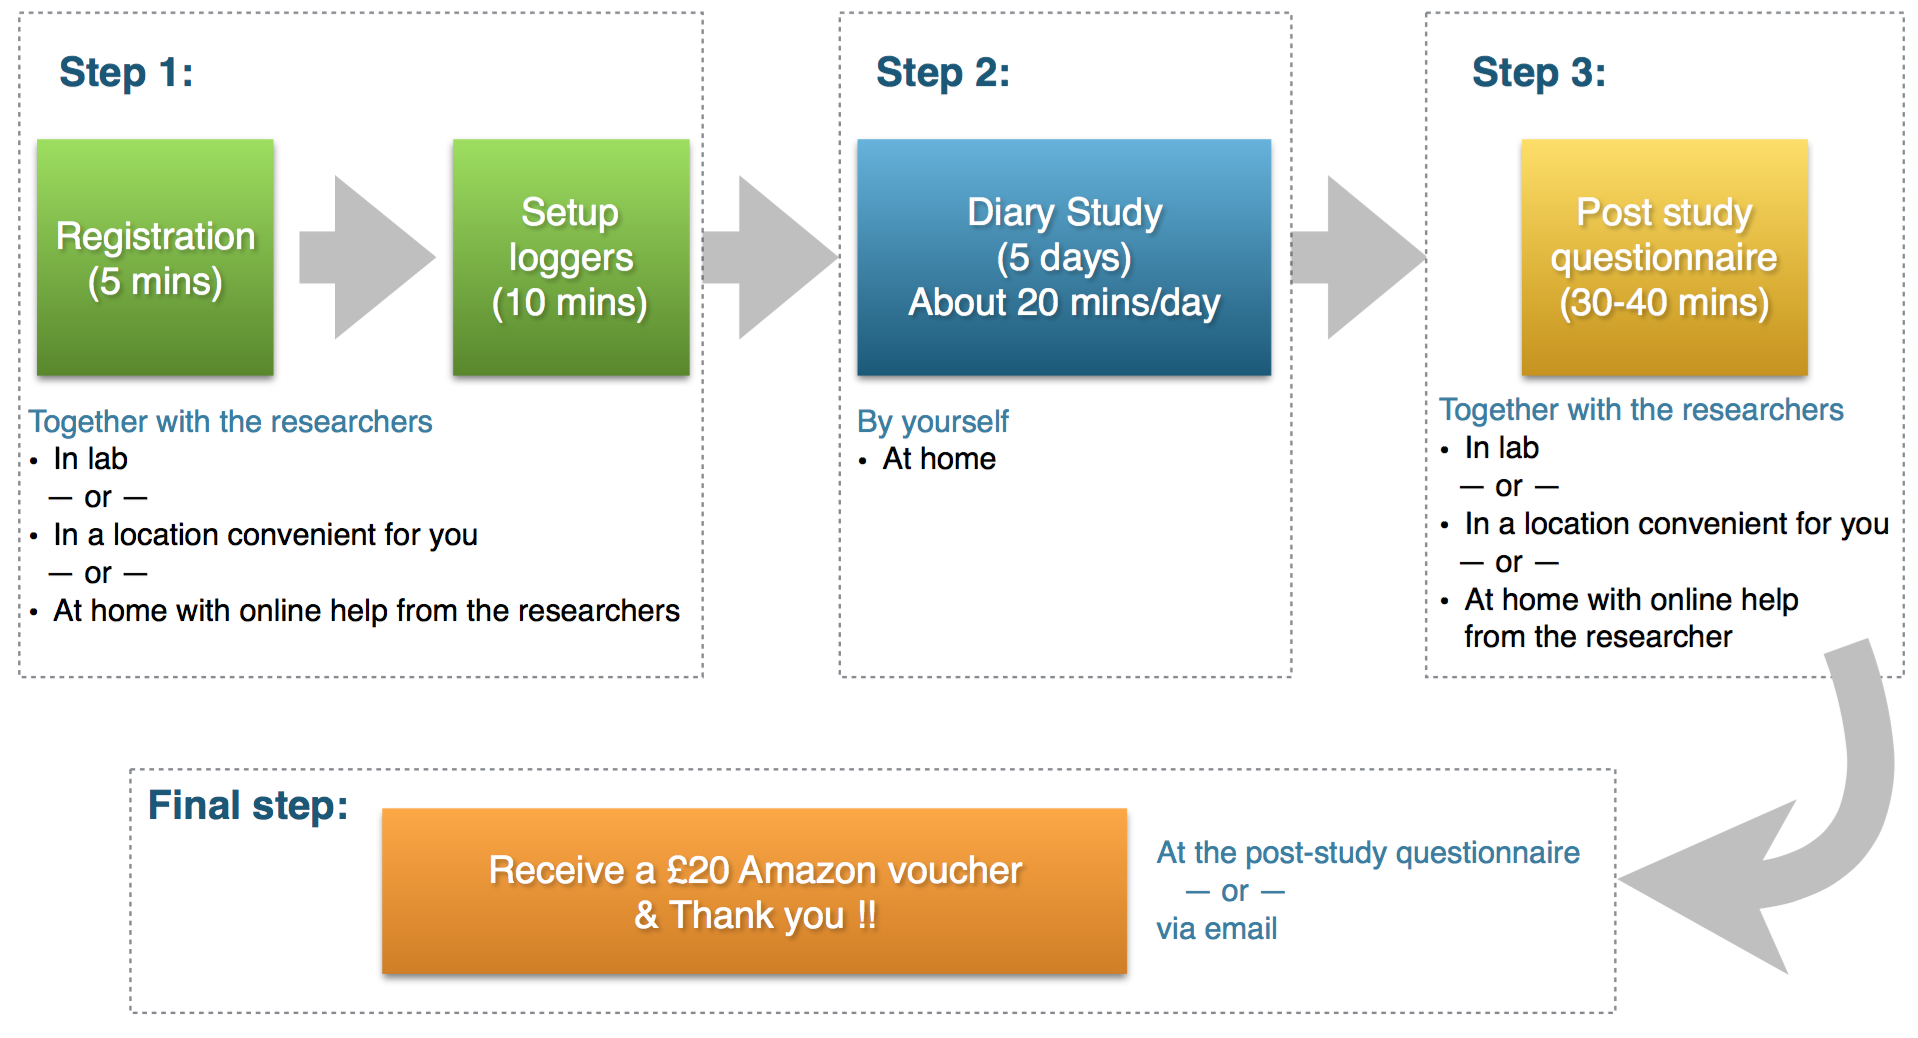 Step 1:
Registration
(5 mins)
Setup
loggers
(10 mins)
Together with the researchers
• In lab
— or —
• In a location convenient for you
— or —
• At home with online help from the researchers
Step 2:
Diary Study
(5 days)
About 20 mins/day
By yourself
• At home
Step 3:
Post study
questionnaire
(30-40 mins)
Together with the researchers
• In lab
— or —
• In a location convenient for you
— or —
• At home with online help
from the researcher
Final step:
Receive a £20 Amazon voucher
& Thank you !!
At the post-study questionnaire
— or —
via email